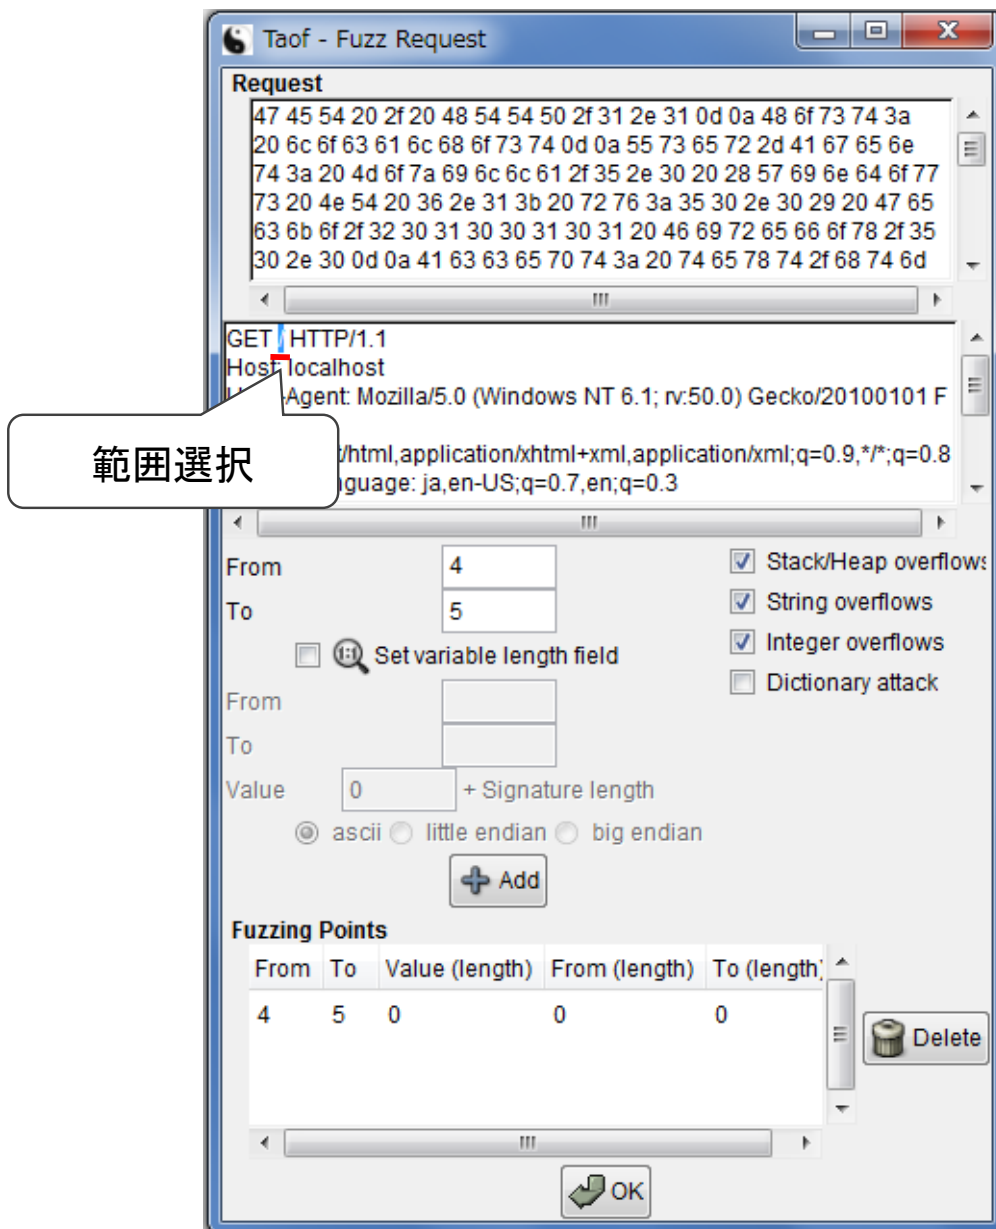 Taof - Fuzz Request
Request
47 45 54 20 2f 20 48 54 54 50 2f 31 2e 31 0d 0a 48 6f 73 74 3a
20 6c 6f 63 61 6c 68 6f 73 74 0d 0a 55 73 65 72 2d 41 67 65 6e
74 3a 20 4d 6f 7a 69 6c 6c 61 2f 35 2e 30 20 28 57 69 6e 64 6f 77
73 20 4e 54 20 36 2e 31 3b 20 72 76 3a 35 30 2e 30 29 20 47 65
63 6b 6f 2f 32 30 31 30 30 31 30 31 20 46 69 72 65 66 6f 78 2f 35
30 2e 30 0d 0a 41 63 63 65 70 74 3a 20 74 65 78 74 2f 68 74 6d
GET / HTTP/1.1
Host: localhost
Agent: Mozilla/5.0 (Windows NT 6.1; rv:50.0) Gecko/20100101 F
範囲選択
/html,application/xhtml+xml,application/xml;q=0.9,*/*;q=0.8
nguage: ja,en-US;q=0.7,en;q=0.3
From 4
To 5
Set variable length field
Stack/Heap overflows
String overflows
Integer overflows
Dictionary attack
From
To
Value 0 + Signature length
ascii little endian big endian
Add
Fuzzing Points
From To Value (length) From (length) To (length)
4 5 0 0 0
Delete
OK